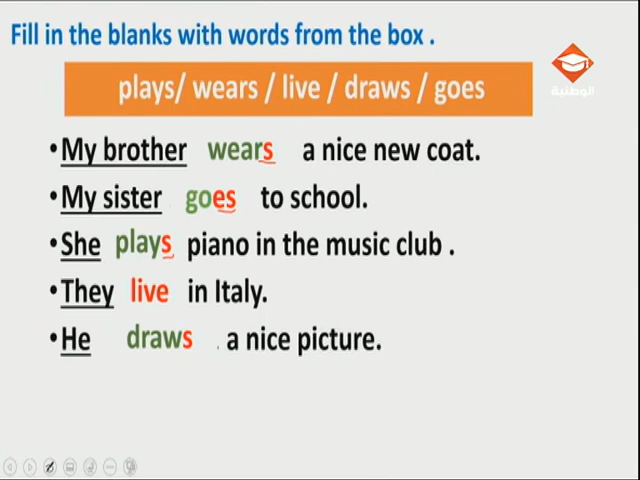 Fill in the blanks with words from the box .
plays/ wears / live / draws / goes
الوطنية
•My brother wears a nice new coat.
•My sister goes to school.
•She plays piano in the music club .
•They live in Italy.
•He draws . a nice picture.